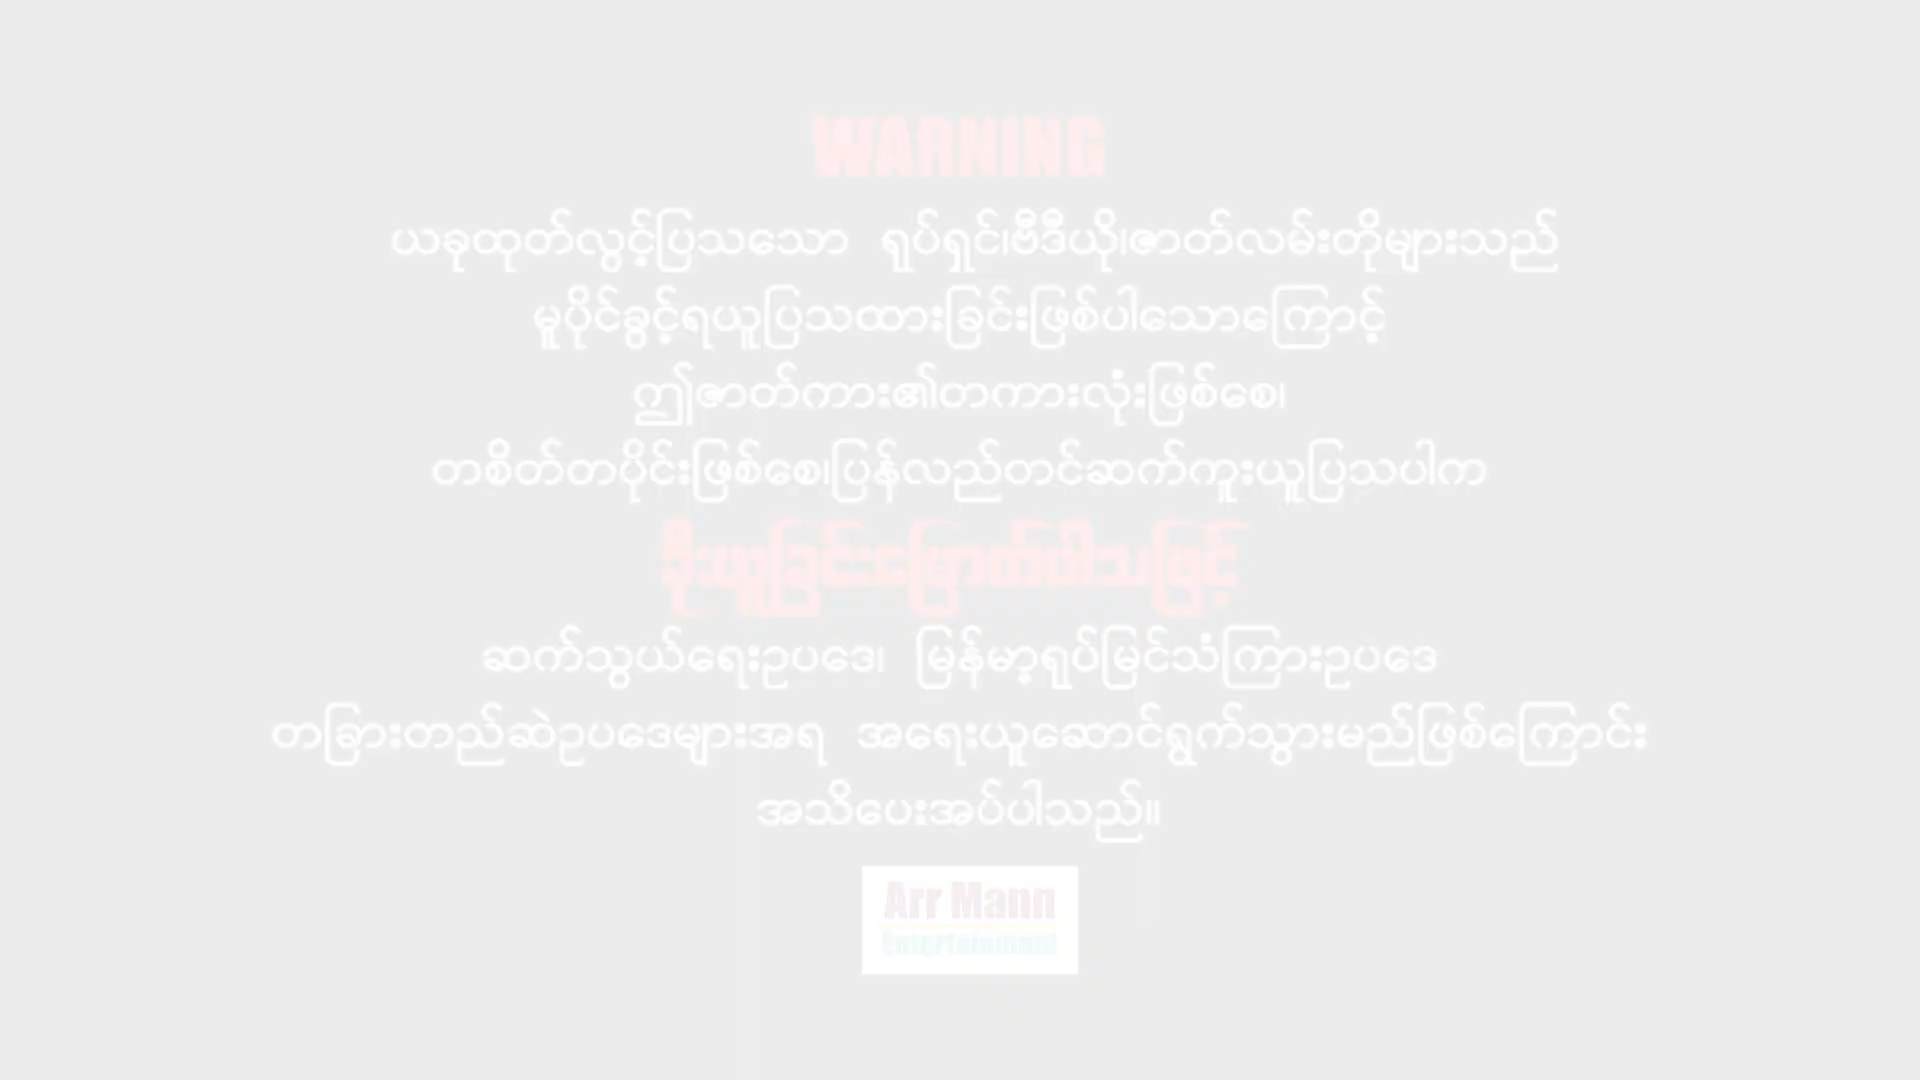 WARNING
ယခုထုတ်လွှင့်ပြသသော ရုပ်ရှင်၊ဗီဒီယို၊ဇာတ်လမ်းတိုများသည်
မူပိုင်ခွင့်ရယူပြသထားခြင်းဖြစ်ပါသောကြောင့်
ဤဇာတ်ကား၏တကားလုံးဖြစ်စေ၊
တစိတ်တပိုင်းဖြစ်စေ၊ပြန်လည်တင်ဆက်ကူးယူပြသပါက
ခိုးယူခြင်းမြောက်ပါသဖြင့်
ဆက်သွယ်ရေးဥပဒေ၊ မြန်မာ့ရုပ်မြင်သံကြားဥပဒေ
တခြားတည်ဆဲဥပဒေများအရ အရေးယူဆောင်ရွက်သွားမည်ဖြစ်ကြောင်း
အသိပေးအပ်ပါသည်။
Arr Mann
Entertainment